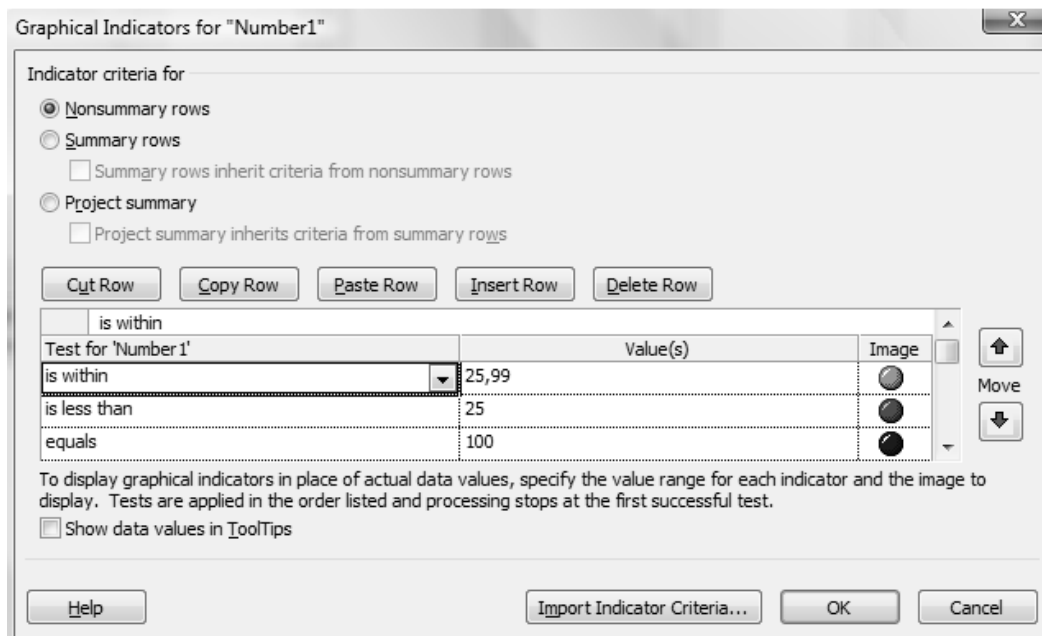 Graphical Indicators for "Number1"
X
Indicator criteria for
Nonsummary rows
Summary rows
Summary rows inherit criteria from nonsummary rows
Project summary
Project summary inherits criteria from summary rows
Cut Row Copy Row Paste Row Insert Row Delete Row
is within
Test for 'Number1' Value(s) Image
is within 25,99
Move
is less than 25
equals 100
To display graphical indicators in place of actual data values, specify the value range for each indicator and the image to
display. Tests are applied in the order listed and processing stops at the first successful test.
Show data values in ToolTips
Help Import Indicator Criteria... OK Cancel